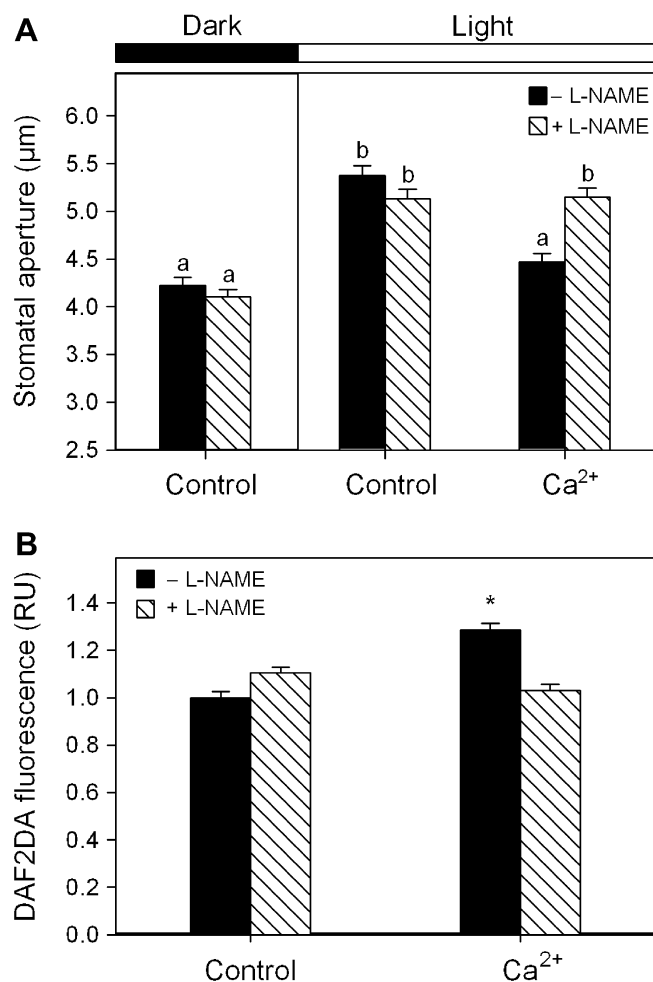 A
Dark Light
– L-NAME
+ L-NAME
Stomatal aperture (µm)
6.0
5.5
5.0
4.5
4.0
3.5
3.0
2.5
a a b b a b
Control Control Ca²⁺
B
– L-NAME
+ L-NAME
DAF2DA fluorescence (RU)
1.4
1.2
1.0
0.8
0.6
0.4
0.2
0.0
*
Control Ca²⁺